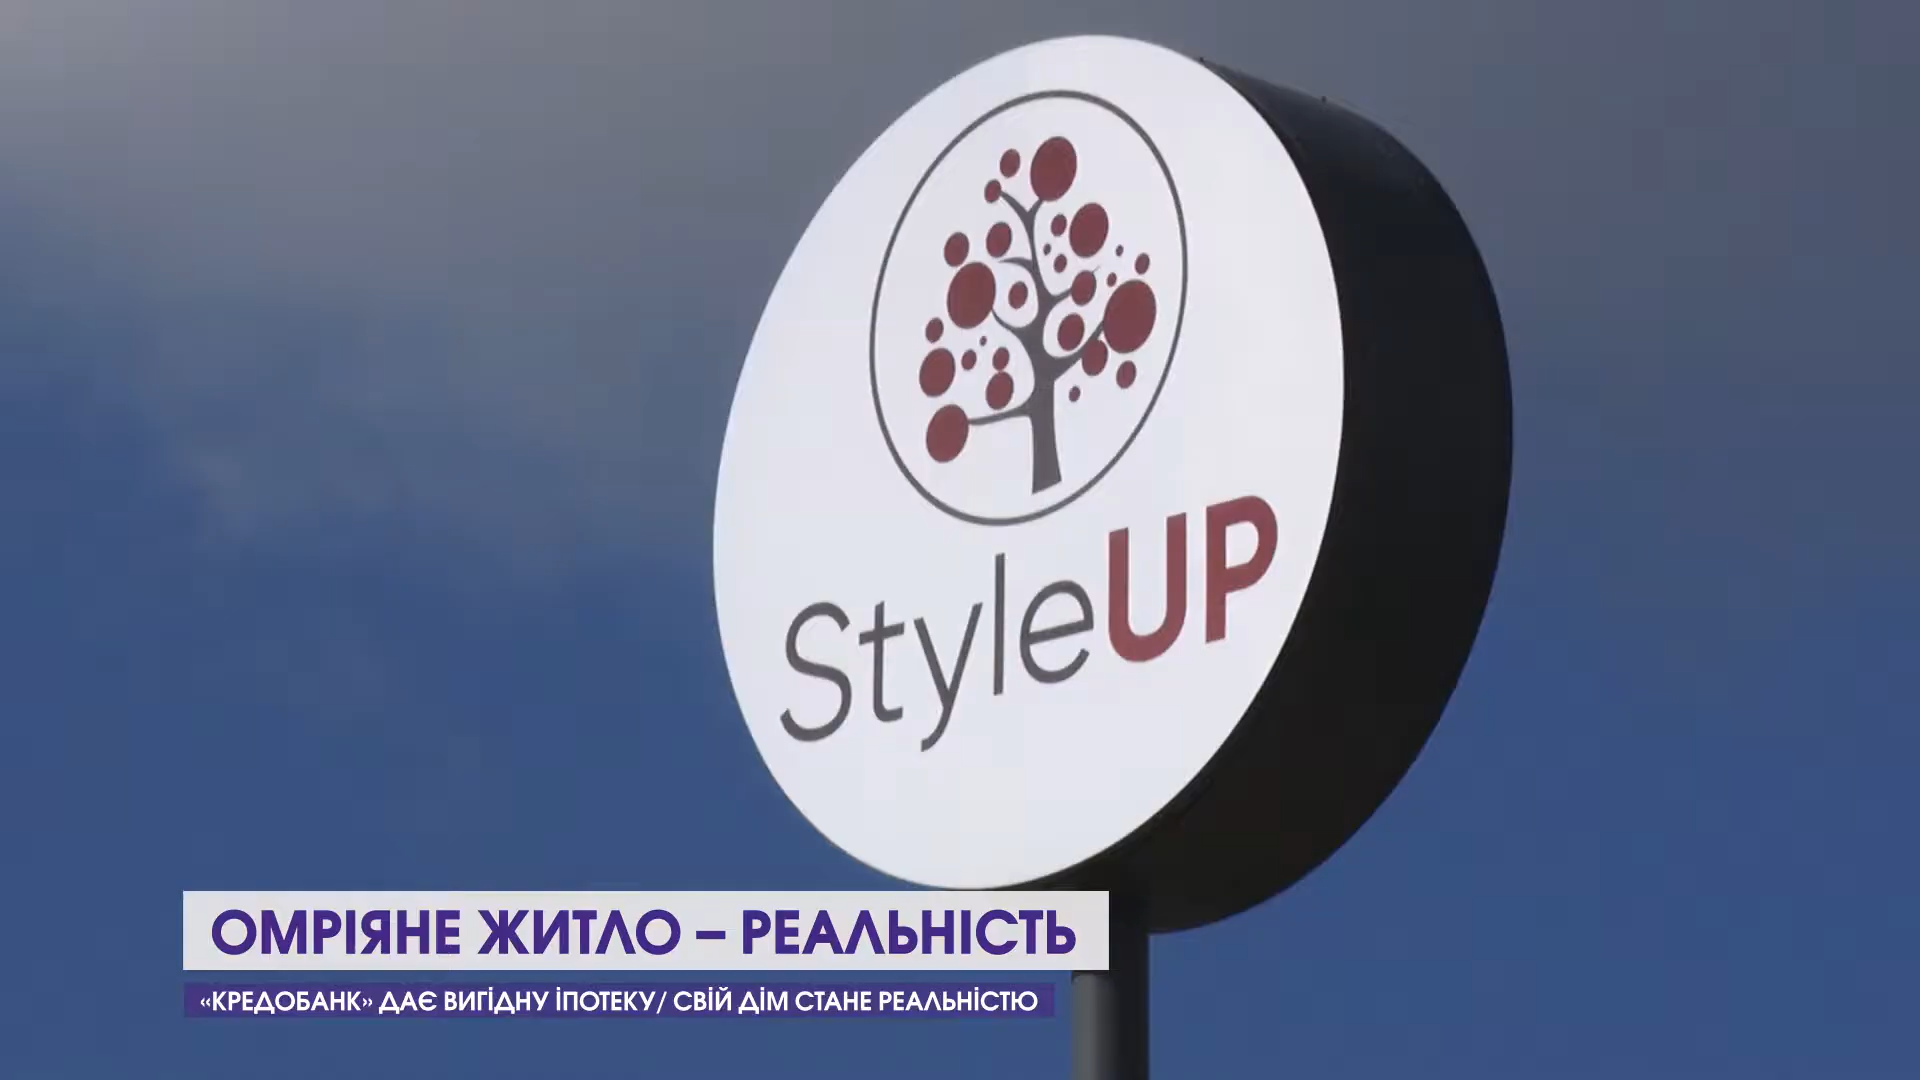 StyleUP
ОМРІЯНЕ ЖИТЛО – РЕАЛЬНІСТЬ
«КРЕДОБАНК» ДАЄ ВИГІДНУ ІПОТЕКУ/ СВІЙ ДІМ СТАНЕ РЕАЛЬНІСТЮ